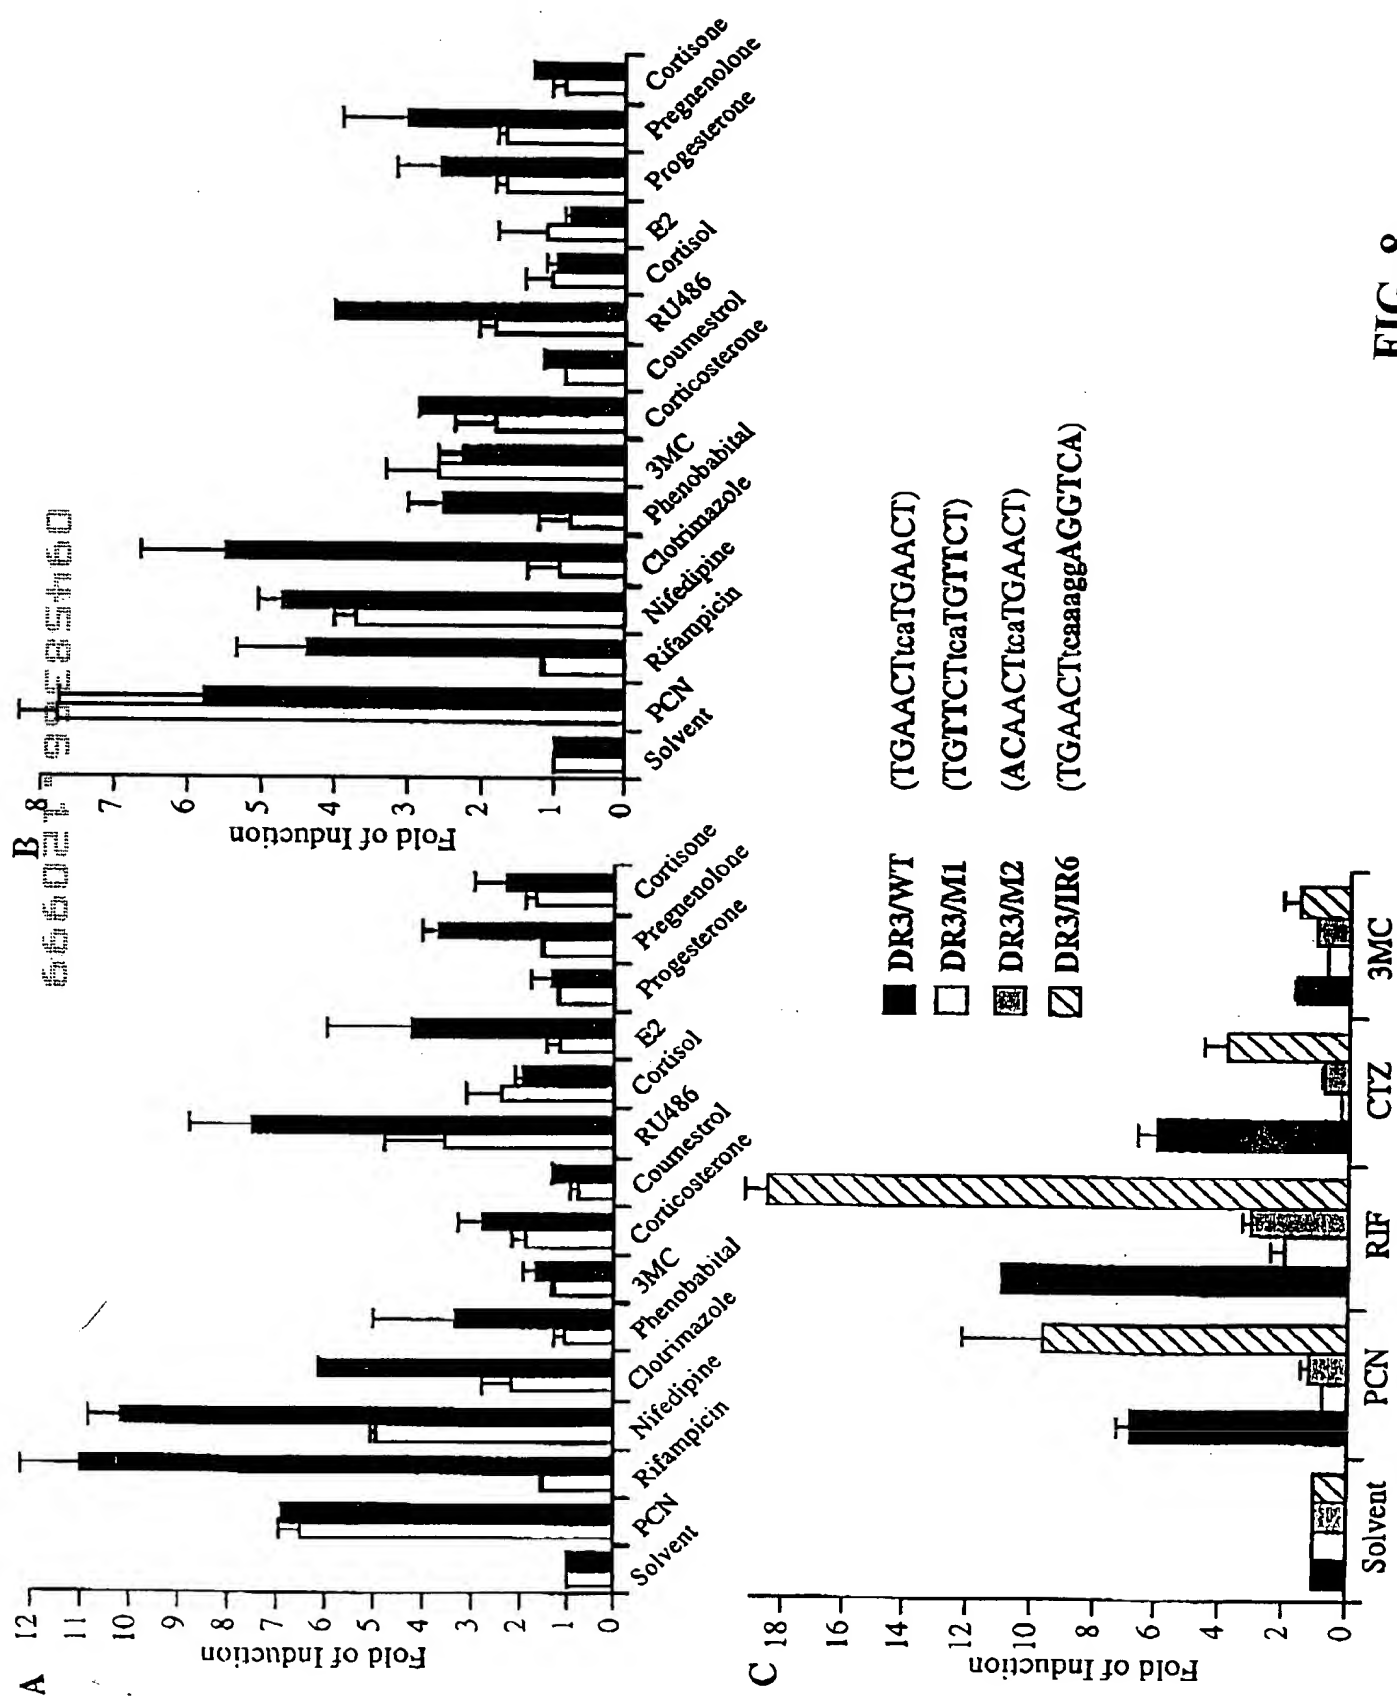 A
Fold of Induction
12
11
10
9
8
7
6
5
4
3
2
1
0
Solvent
PCN
Rifampicin
Nifedipine
Clotrimazole
Phenobabital
3MC
Corticosterone
Coumestrol
RU486
Cortisol
E2
Progesterone
Pregnenolone
Cortisone
B
Fold of Induction
8
7
6
5
4
3
2
1
0
Solvent
PCN
Rifampicin
Nifedipine
Clotrimazole
Phenobabital
3MC
Corticosterone
Coumestrol
RU486
Cortisol
E2
Progesterone
Pregnenolone
Cortisone
C
Fold of Induction
18
16
14
12
10
8
6
4
2
0
Solvent
PCN
RIF
CTZ
3MC
DR3/WT (TGAACTtcaTGAACT)
DR3/M1 (TGTTCTtcaTGTTCT)
DR3/M2 (ACAACTtcaTGAACT)
DR3/IR6 (TGAACTtcaaaggAGGTCA)